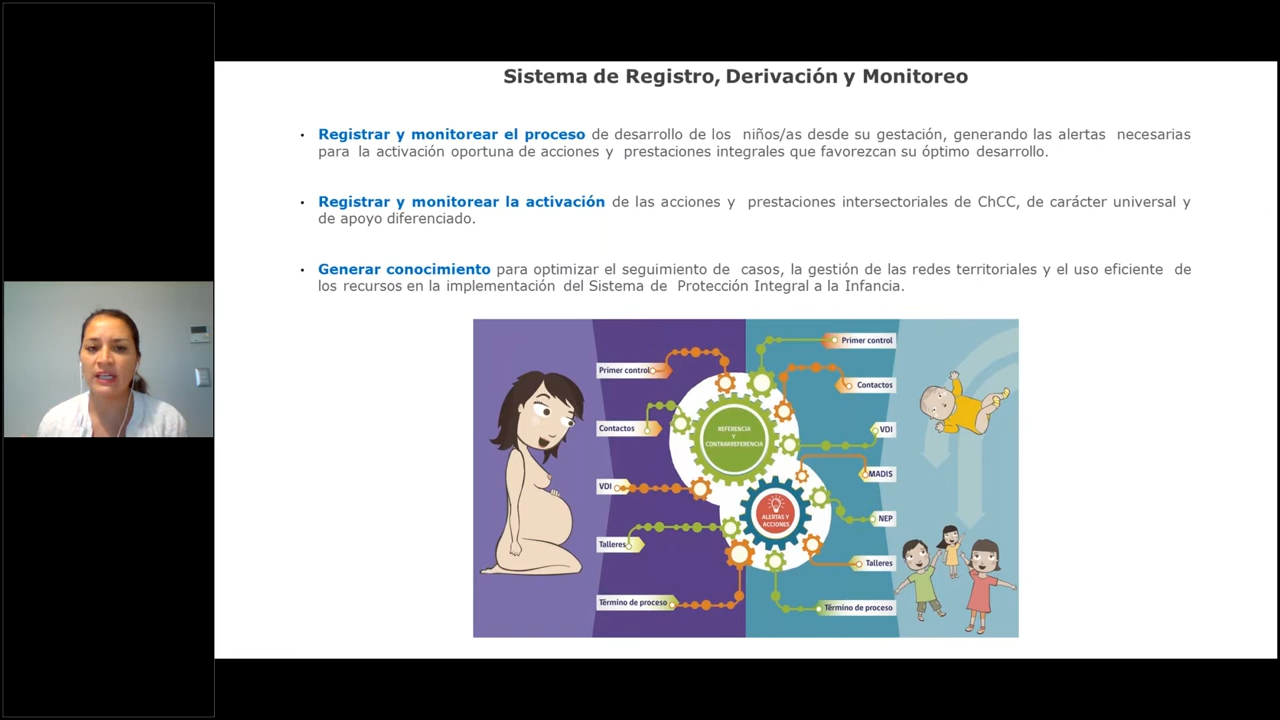 Sistema de Registro, Derivación y Monitoreo
• Registrar y monitorear el proceso de desarrollo de los niños/as desde su gestación, generando las alertas necesarias
para la activación oportuna de acciones y prestaciones integrales que favorezcan su óptimo desarrollo.
• Registrar y monitorear la activación de las acciones y prestaciones intersectoriales de ChCC, de carácter universal y
de apoyo diferenciado.
• Generar conocimiento para optimizar el seguimiento de casos, la gestión de las redes territoriales y el uso eficiente de
los recursos en la implementación del Sistema de Protección Integral a la Infancia.
Primer control
Contactos
VDI
Talleres
Término de proceso
REFERENCIA
Y
CONTRARREFERENCIA
ALERTAS Y
ACCIONES
Primer control
Contactos
VDI
MADIS
NEP
Talleres
Término de proceso